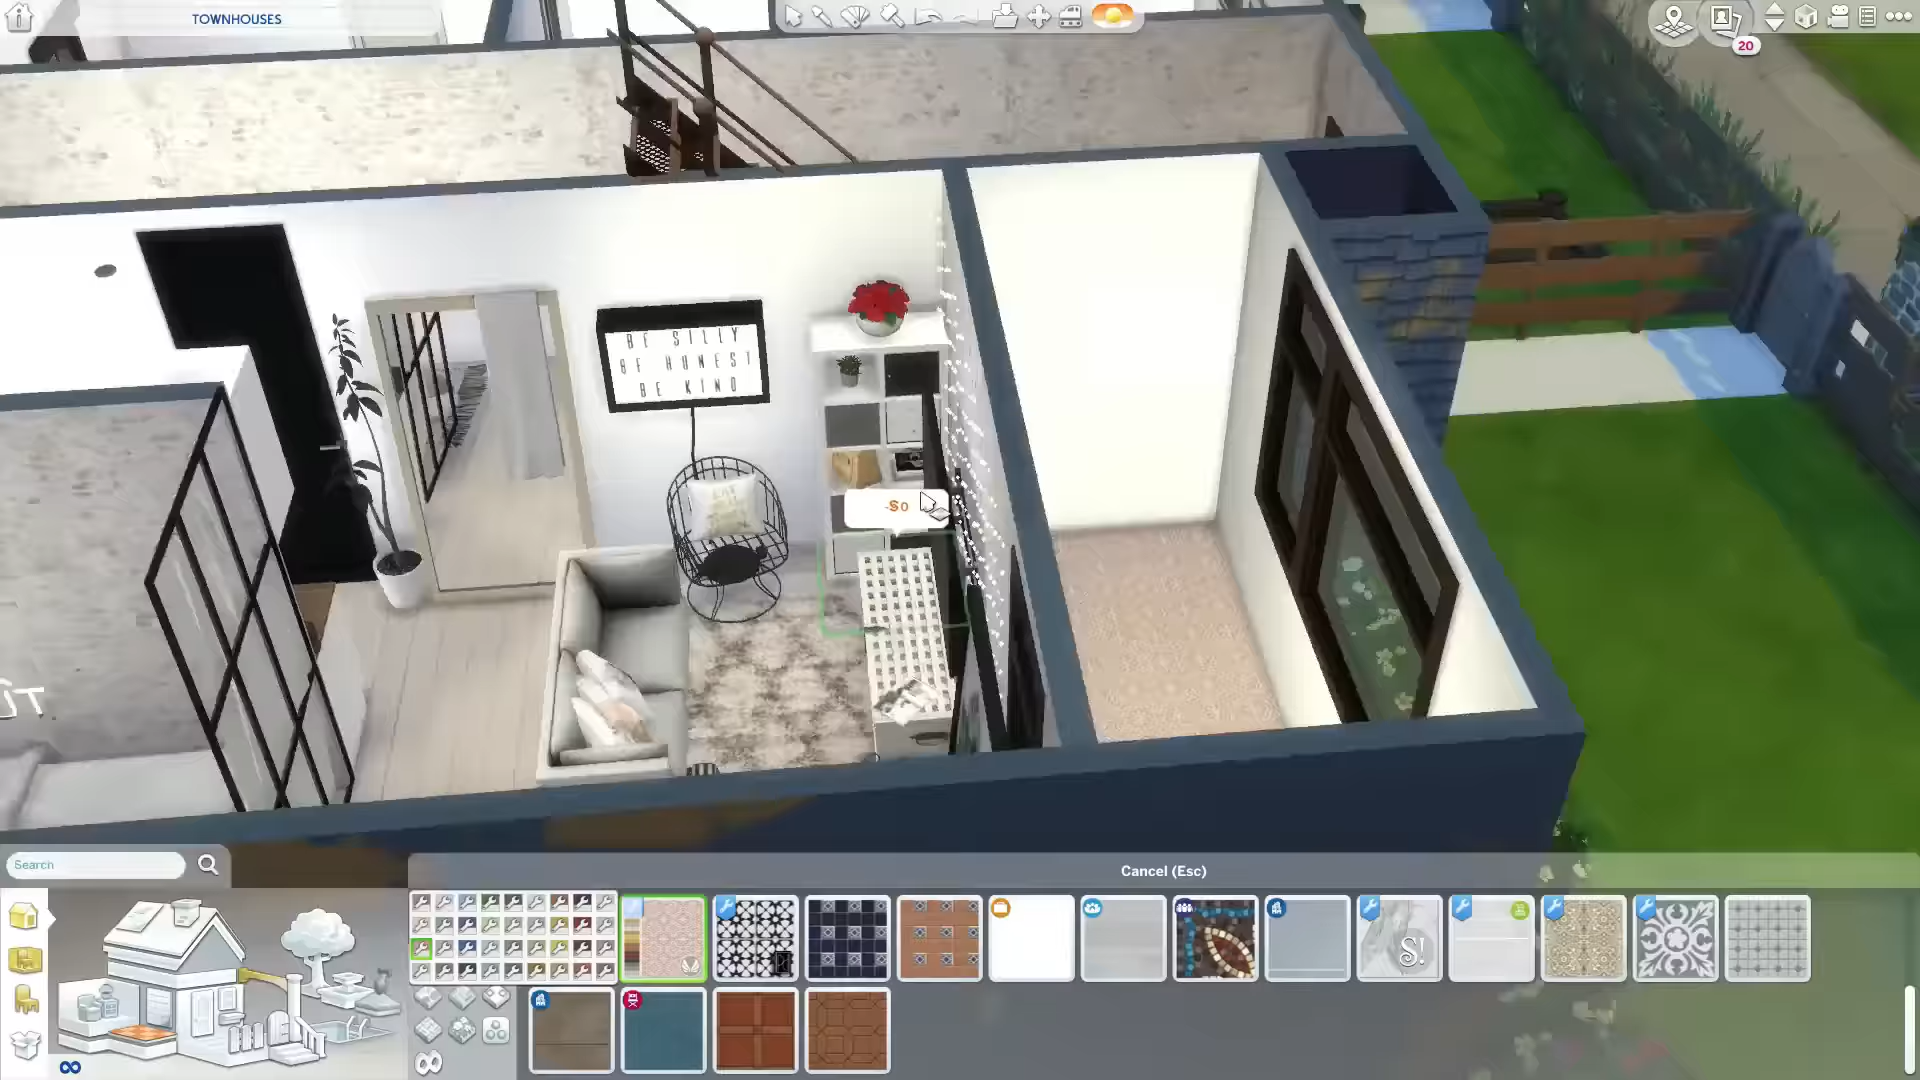 TOWNHOUSES
20
BE SILLY
BE HONEST
BE KIND
-§0
Search
Cancel (Esc)
S!